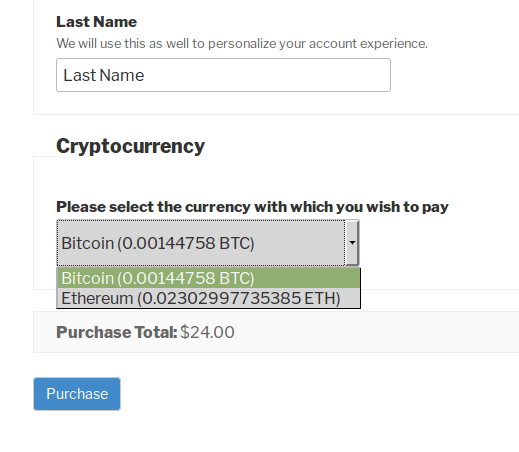 Last Name
We will use this as well to personalize your account experience.
Last Name
Cryptocurrency
Please select the currency with which you wish to pay
Bitcoin (0.00144758 BTC)
Bitcoin (0.00144758 BTC)
Ethereum (0.02302997735385 ETH)
Purchase Total: $24.00
Purchase